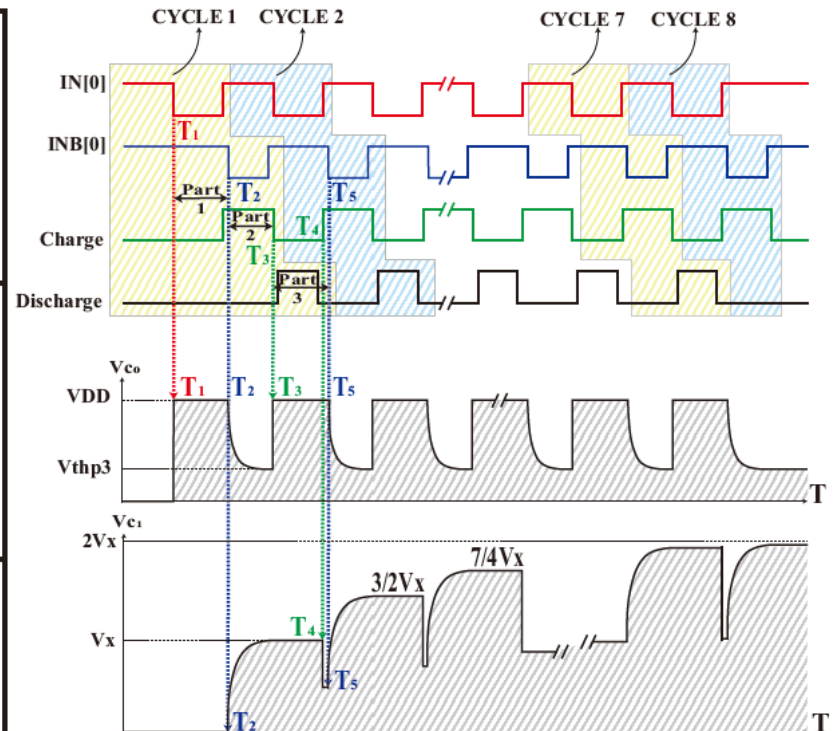 CYCLE 1 CYCLE 2 CYCLE 7 CYCLE 8
IN[0]
T1
INB[0]
Part 1
T2 T5
Part 2
T4
Charge
T3
Part 3
Discharge
Vc0
VDD T1 T2 T3 T5
Vthp3
T
Vc1
2Vx
3/2Vx 7/4Vx
Vx T4
T5
T2 T